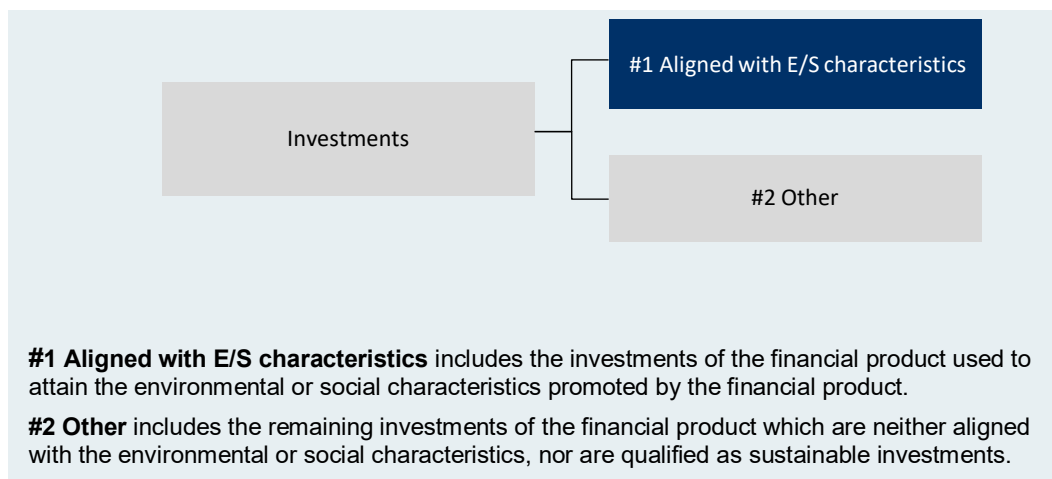 #1 Aligned with E/S characteristics
Investments
#2 Other
#1 Aligned with E/S characteristics includes the investments of the financial product used to
attain the environmental or social characteristics promoted by the financial product.
#2 Other includes the remaining investments of the financial product which are neither aligned
with the environmental or social characteristics, nor are qualified as sustainable investments.